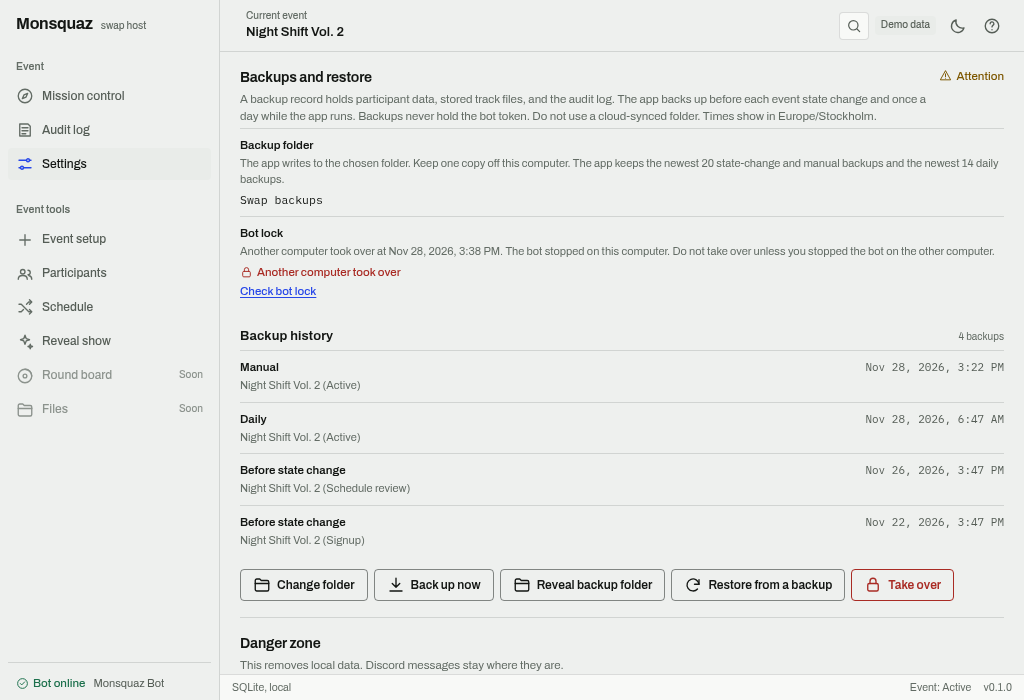 Monsquaz swap host
Event
Mission control
Audit log
Settings
Event tools
Event setup
Participants
Schedule
Reveal show
Round board Soon
Files Soon
Bot online Monsquaz Bot
Current event
Night Shift Vol. 2
Demo data
Backups and restore
Attention
A backup record holds participant data, stored track files, and the audit log. The app backs up before each event state change and once a
day while the app runs. Backups never hold the bot token. Do not use a cloud-synced folder. Times show in Europe/Stockholm.
Backup folder
The app writes to the chosen folder. Keep one copy off this computer. The app keeps the newest 20 state-change and manual backups and the newest 14 daily
backups.
Swap backups
Bot lock
Another computer took over at Nov 28, 2026, 3:38 PM. The bot stopped on this computer. Do not take over unless you stopped the bot on the other computer.
Another computer took over
Check bot lock
Backup history 4 backups
Manual Nov 28, 2026, 3:22 PM
Night Shift Vol. 2 (Active)
Daily Nov 28, 2026, 6:47 AM
Night Shift Vol. 2 (Active)
Before state change Nov 26, 2026, 3:47 PM
Night Shift Vol. 2 (Schedule review)
Before state change Nov 22, 2026, 3:47 PM
Night Shift Vol. 2 (Signup)
Change folder Back up now Reveal backup folder Restore from a backup Take over
Danger zone
This removes local data. Discord messages stay where they are.
SQLite, local Event: Active v0.1.0